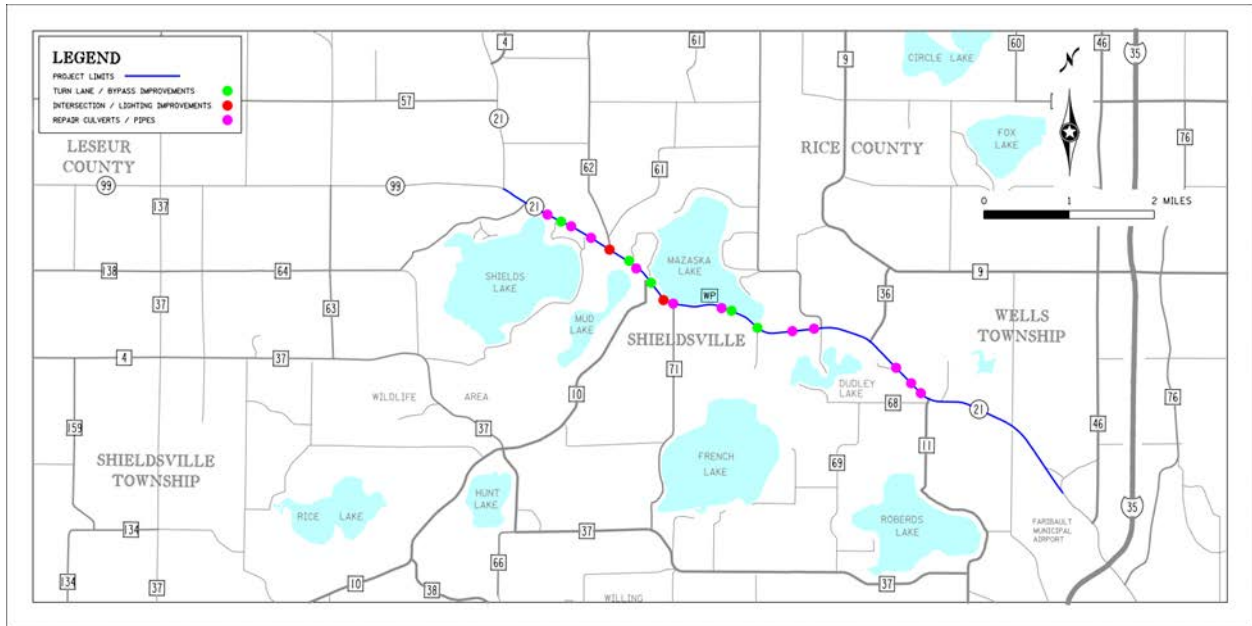 LEGEND
PROJECT LIMITS
TURN LANE / BYPASS IMPROVEMENTS
INTERSECTION / LIGHTING IMPROVEMENTS
REPAIR CULVERTS / PIPES
4
61
9
CIRCLE LAKE
60
46
35
N
57
21
LESEUR
COUNTY
62
61
RICE COUNTY
FOX
LAKE
76
99
99
137
21
0 1 2 MILES
138
64
SHIELDS
LAKE
MAZASKA
LAKE
9
37
63
WP
36
MUD
LAKE
SHIELDSVILLE
WELLS
TOWNSHIP
4
37
71
DUDLEY
LAKE
WILDLIFE AREA
10
68
21
76
159
37
11
46
SHIELDSVILLE
TOWNSHIP
FRENCH
LAKE
69
RICE LAKE
HUNT
LAKE
ROBERDS
LAKE
35
134
37
FARIBAULT
MUNICIPAL
AIRPORT
66
134
37
10
38
37
WILLING